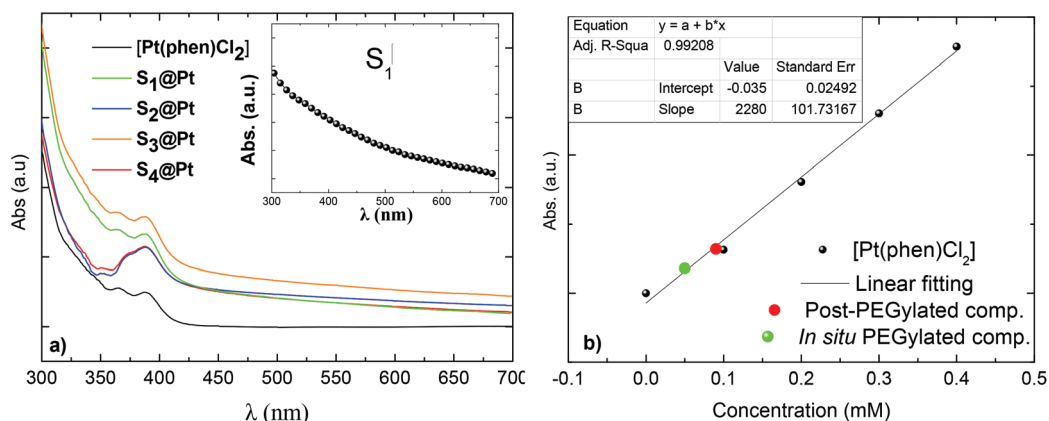 [Pt(phen)Cl2]
S1@Pt
S2@Pt
S3@Pt
S4@Pt
S1
Abs. (a.u.)
300 400 500 600 700
λ (nm)
Abs (a.u)
a)
300 350 400 450 500 550 600 650 700
λ (nm)
Equation y = a + b*x
Adj. R-Squa 0.99208
Value Standard Err
B Intercept -0.035 0.02492
B Slope 2280 101.73167
Abs. (a.u.)
[Pt(phen)Cl2]
Linear fitting
Post-PEGylated comp.
In situ PEGylated comp.
b)
-0.1 0.0 0.1 0.2 0.3 0.4 0.5
Concentration (mM)